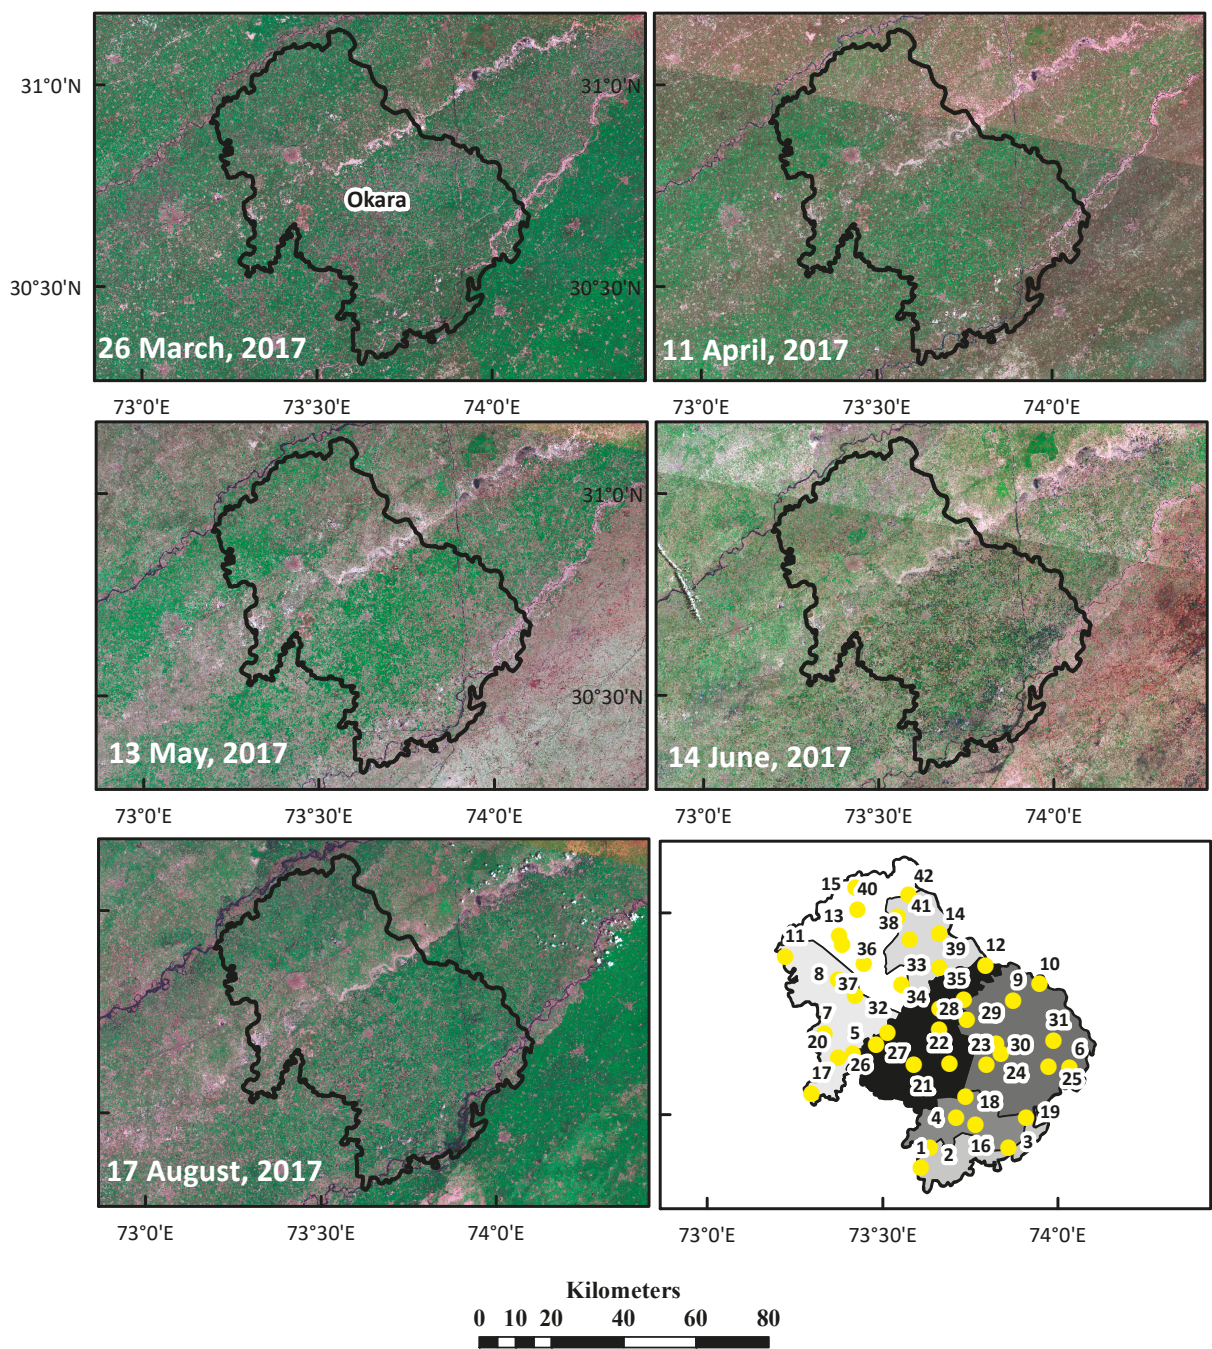 31°0'N
31°0'N
Okara
30°30'N
30°30'N
26 March, 2017
11 April, 2017
73°0'E
73°30'E
74°0'E
73°0'E
73°30'E
74°0'E
31°0'N
30°30'N
13 May, 2017
14 June, 2017
73°0'E
73°30'E
74°0'E
73°0'E
73°30'E
74°0'E
17 August, 2017
42
15
40
41
13
38
14
11
36
39
12
8
33
10
37
35
9
34
7
32
28
29
31
20
5
22
23
30
6
17
26
27
24
25
21
18
4
19
1
2
16
3
73°0'E
73°30'E
74°0'E
73°0'E
73°30'E
74°0'E
Kilometers
0 10 20 40 60 80